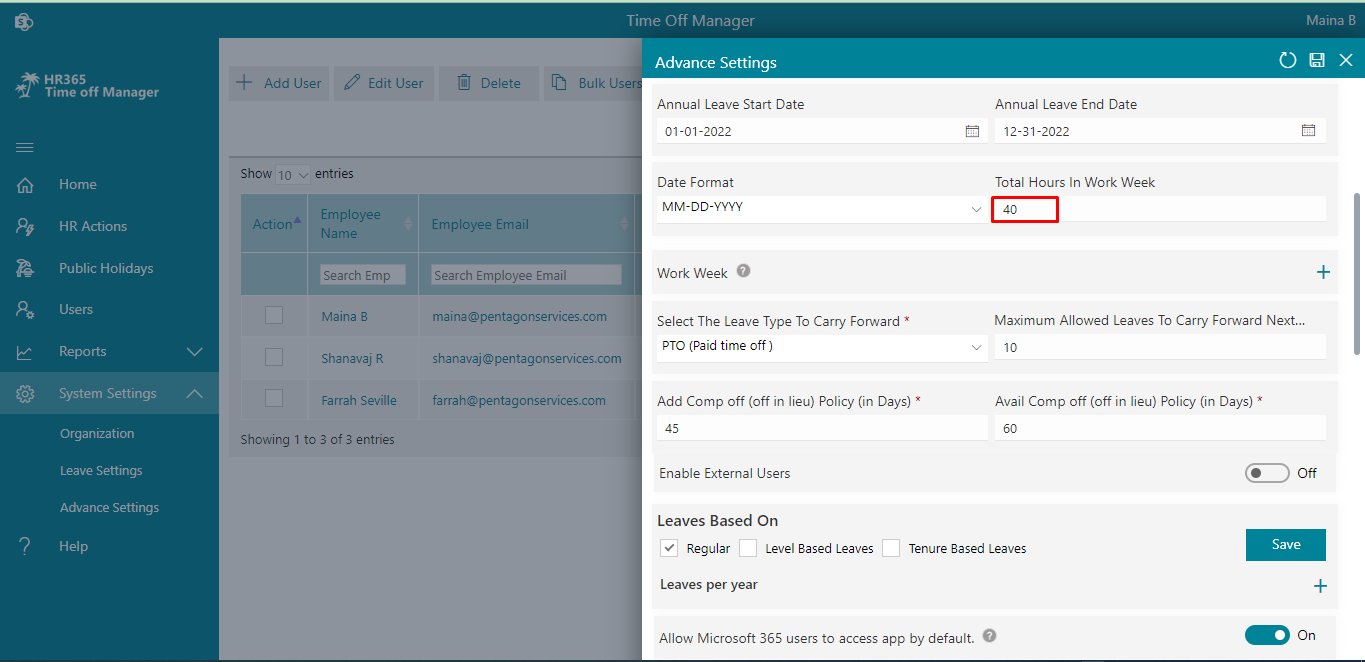 Time Off Manager
Maina B
HR365
Time off Manager
Home
HR Actions
Public Holidays
Users
Reports
System Settings
Organization
Leave Settings
Advance Settings
Help
Add User
Edit User
Delete
Bulk Users
Show 10 entries
Action
Employee
Name
Employee Email
Search Emp
Search Employee Email
Maina B
maina@pentagonservices.com
Shanavaj R
shanavaj@pentagonservices.com
Farrah Seville
farrah@pentagonservices.com
Showing 1 to 3 of 3 entries
Advance Settings
Annual Leave Start Date
Annual Leave End Date
01-01-2022
12-31-2022
Date Format
Total Hours In Work Week
MM-DD-YYYY
40
Work Week ?
Select The Leave Type To Carry Forward *
Maximum Allowed Leaves To Carry Forward Next...
PTO (Paid time off )
10
Add Comp off (off in lieu) Policy (in Days) *
Avail Comp off (off in lieu) Policy (in Days) *
45
60
Enable External Users
Off
Leaves Based On
Regular
Level Based Leaves
Tenure Based Leaves
Save
Leaves per year
Allow Microsoft 365 users to access app by default. ?
On